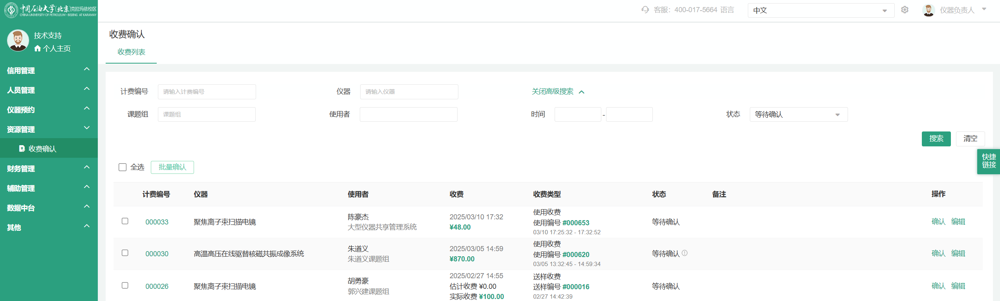 中国石油大学(北京)克拉玛依校区
CHINA UNIVERSITY OF PETROLEUM - BEIJING AT KARAMAY
客服：400-017-5664 语言 中文 仪器负责人
技术支持
个人主页
信用管理
人员管理
仪器预约
资源管理
收费确认
财务管理
辅助管理
数据中台
其他
收费确认
收费列表
计费编号 请输入计费编号 仪器 请输入仪器 关闭高级搜索
课题组 课题组 使用者 时间 - 状态 等待确认
搜索 清空
快捷
链接
全选 批量确认
计费编号 仪器 使用者 收费 收费类型 状态 备注 操作
000033 聚焦离子束扫描电镜 陈豪杰
大型仪器共享管理系统
2025/03/10 17:32
¥48.00
使用收费
使用编号 #000653
03/10 17:25:32 - 17:32:52
等待确认 确认 编辑
000030 高温高压在线驱替核磁共振成像系统 朱道义
朱道义课题组
2025/03/05 14:59
¥870.00
使用收费
使用编号 #000620
03/05 13:32:45 - 14:59:34
等待确认 确认 编辑
000026 聚焦离子束扫描电镜 胡勇豪
郭兴建课题组
2025/02/27 14:55
估计收费 ¥0.00
实际收费 ¥100.00
送样收费
送样编号 #000016
02/27 14:42:39
等待确认 确认 编辑